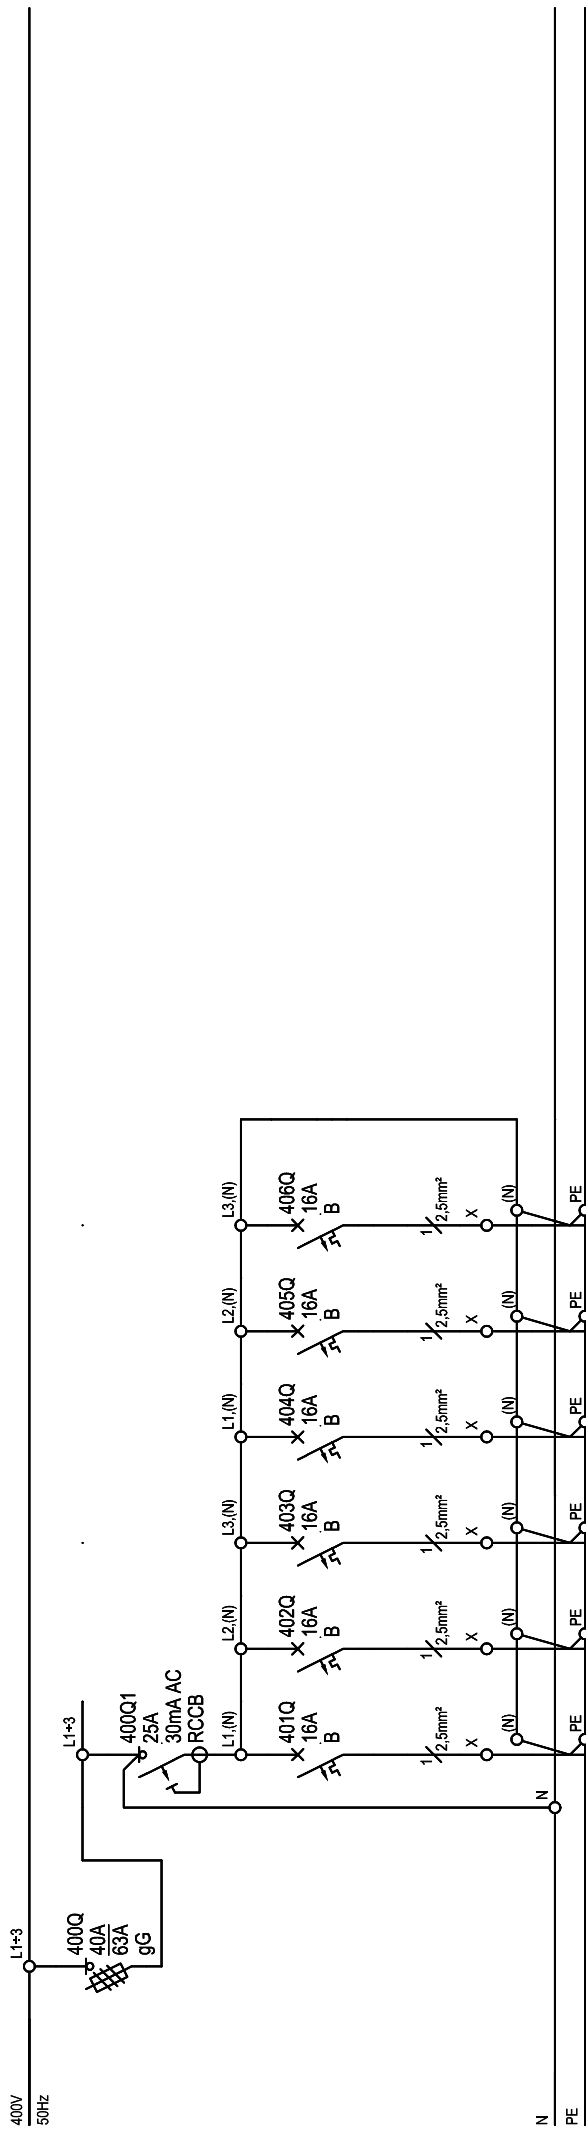 400V
50Hz
L1÷3
400Q
40A
63A
gG
L1÷3
400Q1
25A
30mA AC
RCCB
L1,(N)
L2,(N)
L3,(N)
L1,(N)
L2,(N)
L3,(N)
401Q
16A
B
402Q
16A
B
403Q
16A
B
404Q
16A
B
405Q
16A
B
406Q
16A
B
1
2,5mm²
1
2,5mm²
1
2,5mm²
1
2,5mm²
1
2,5mm²
1
2,5mm²
X
X
X
X
X
X
(N)
(N)
(N)
(N)
(N)
(N)
N
N
PE
PE
PE
PE
PE
PE
PE